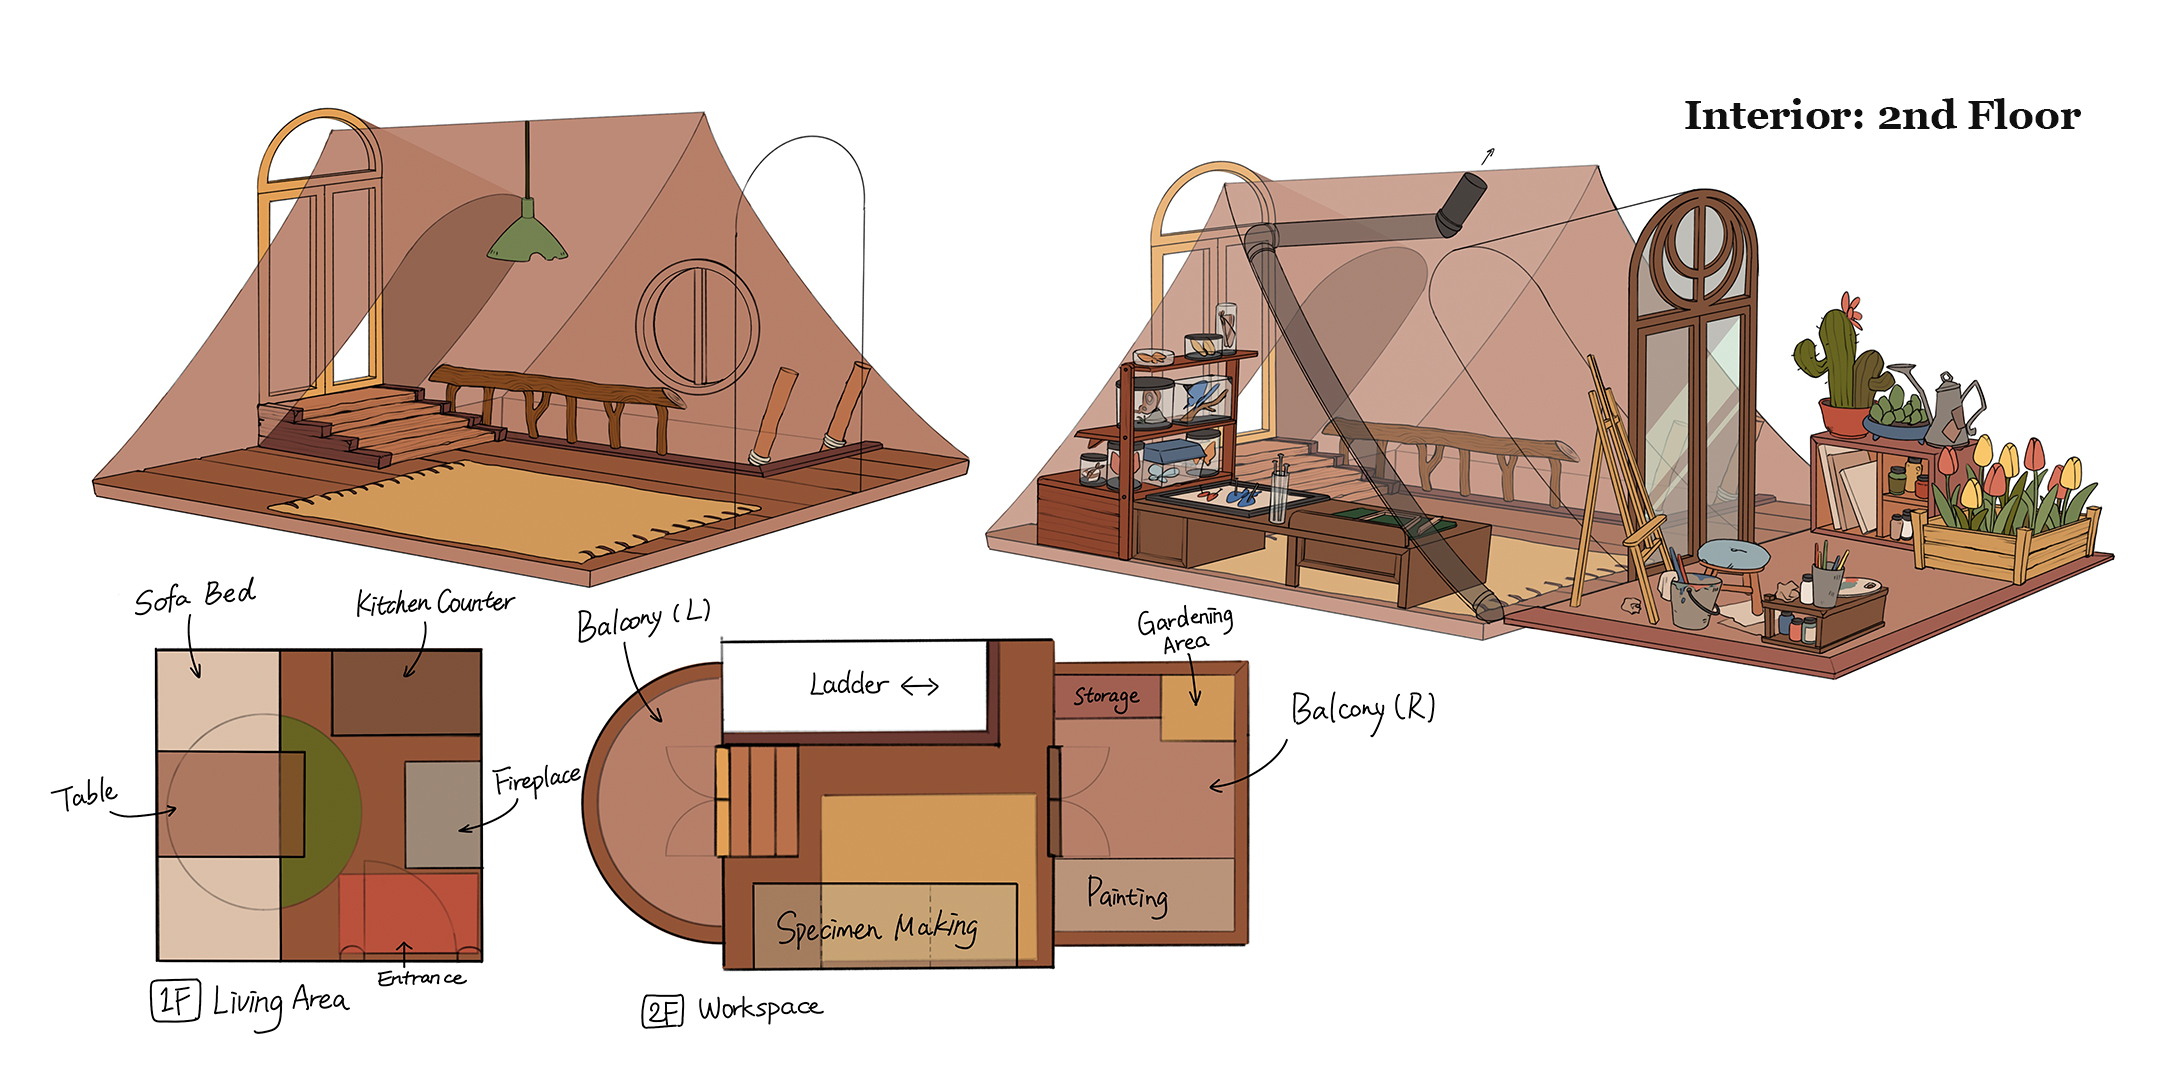 Interior: 2nd Floor
Sofa Bed
Kitchen Counter
Balcony (L)
Gardening
Area
Ladder
Storage
Balcony (R)
Table
Fireplace
Painting
Specimen Making
Entrance
1F Living Area
2F Workspace